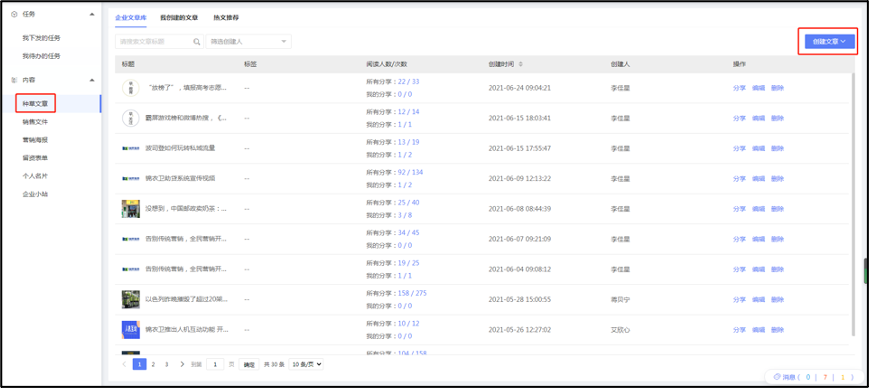 任务
我下发的任务
我待办的任务
内容
种草文章
销售文件
营销海报
留资表单
个人名片
企业小站
企业文章库 我创建的文章 热文推荐
请搜索文章标题 筛选创建人 创建文章
标题 标签 阅读人数/次数 创建时间 创建人 操作
“放榜了”，填报高考志愿... -- 所有分享：22 / 33 2021-06-24 09:04:21 李佳星 分享 编辑 删除
我的分享：0 / 0
霸屏游戏榜和微博热度，《... -- 所有分享：12 / 14 2021-06-15 18:03:41 李佳星 分享 编辑 删除
我的分享：1 / 1
波司登如何玩转私域流量 -- 所有分享：13 / 19 2021-06-15 17:55:47 李佳星 分享 编辑 删除
我的分享：1 / 2
锦衣卫助贷系统宣传视频 -- 所有分享：92 / 134 2021-06-09 12:13:22 李佳星 分享 编辑 删除
我的分享：1 / 2
没想到，中国邮政卖奶茶：... -- 所有分享：25 / 40 2021-06-08 08:44:39 李佳星 分享 编辑 删除
我的分享：3 / 8
告别传统营销，全民营销开... -- 所有分享：34 / 45 2021-06-07 09:21:09 李佳星 分享 编辑 删除
我的分享：0 / 0
告别传统营销，全民营销开... -- 所有分享：19 / 25 2021-06-04 09:08:12 李佳星 分享 编辑 删除
我的分享：1 / 1
以色列炸弹摧毁了超过20架... -- 所有分享：158 / 275 2021-05-28 15:00:55 蒋贝宁 分享 编辑 删除
我的分享：0 / 0
锦衣卫推出人机互动功能 开... -- 所有分享：10 / 12 2021-05-26 12:27:02 艾欣心 分享 编辑 删除
我的分享：0 / 0
所有分享：104 / 158
1 2 3 到第 1 页 确定 共 30 条 10 条/页
消息 ( 0 | 7 | 1 )